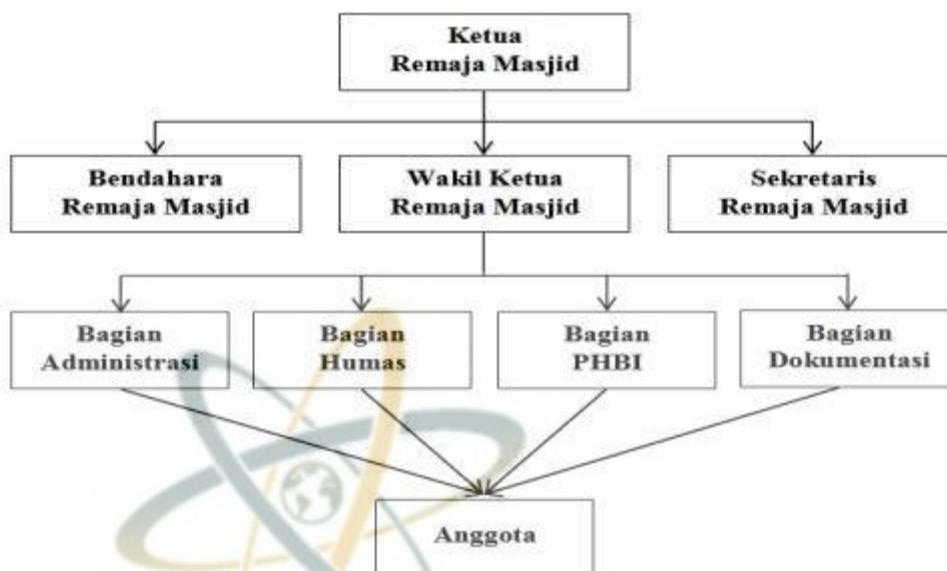 Ketua
Remaja Masjid
Bendahara
Remaja Masjid
Wakil Ketua
Remaja Masjid
Sekretaris
Remaja Masjid
Bagian
Administrasi
Bagian
Humas
Bagian
PHBI
Bagian
Dokumentasi
Anggota